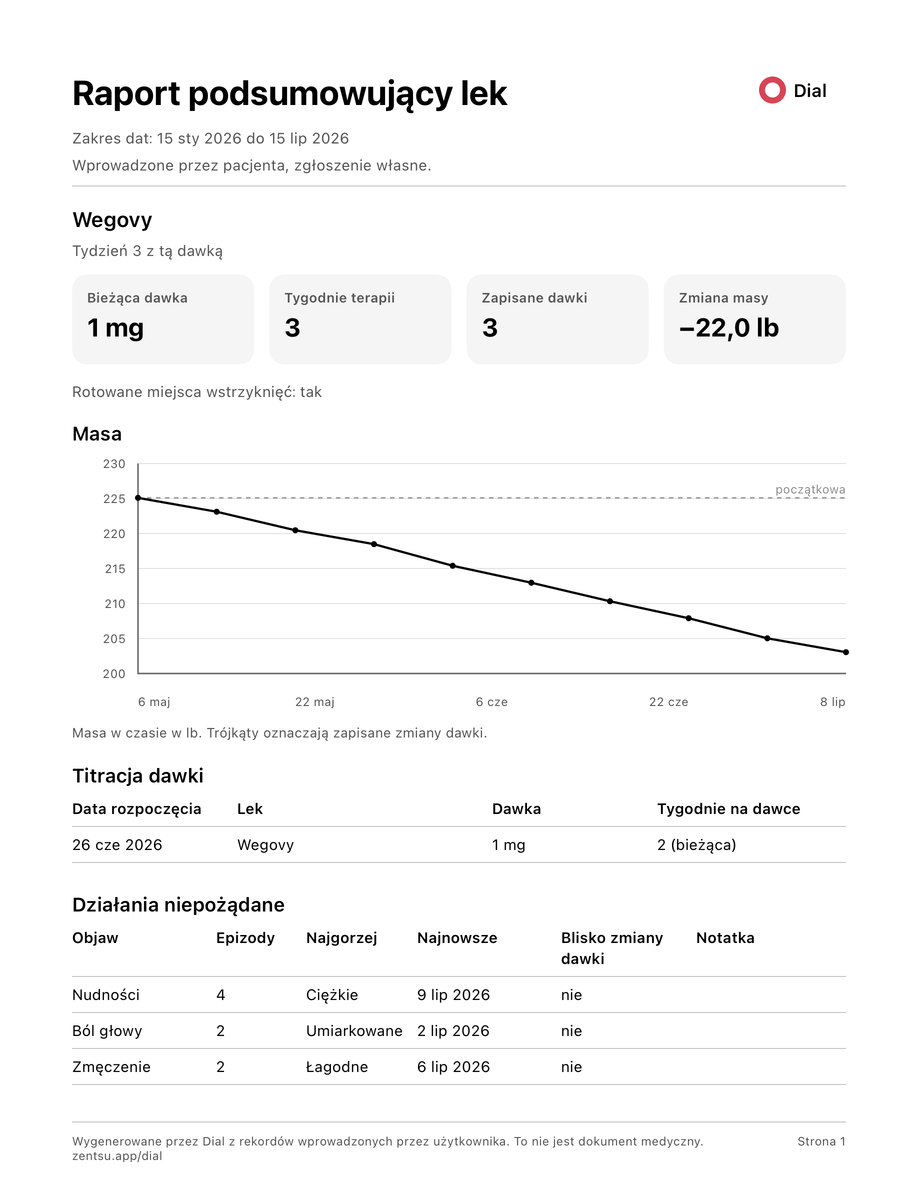 Raport podsumowujący lek
Dial
Zakres dat: 15 sty 2026 do 15 lip 2026
Wprowadzone przez pacjenta, zgłoszenie własne.
Wegovy
Tydzień 3 z tą dawką
Bieżąca dawka
1 mg
Tygodnie terapii
3
Zapisane dawki
3
Zmiana masy
−22,0 lb
Rotowane miejsca wstrzyknięć: tak
Masa
230
225
220
215
210
205
200
początkowa
6 maj 22 maj 6 cze 22 cze 8 lip
Masa w czasie w lb. Trójkąty oznaczają zapisane zmiany dawki.
Titracja dawki
Data rozpoczęcia Lek Dawka Tygodnie na dawce
26 cze 2026 Wegovy 1 mg 2 (bieżąca)
Działania niepożądane
Objaw Epizody Najgorzej Najnowsze Blisko zmiany dawki Notatka
Nudności 4 Ciężkie 9 lip 2026 nie
Ból głowy 2 Umiarkowane 2 lip 2026 nie
Zmęczenie 2 Łagodne 6 lip 2026 nie
Wygenerowane przez Dial z rekordów wprowadzonych przez użytkownika. To nie jest dokument medyczny. Strona 1
zentsu.app/dial